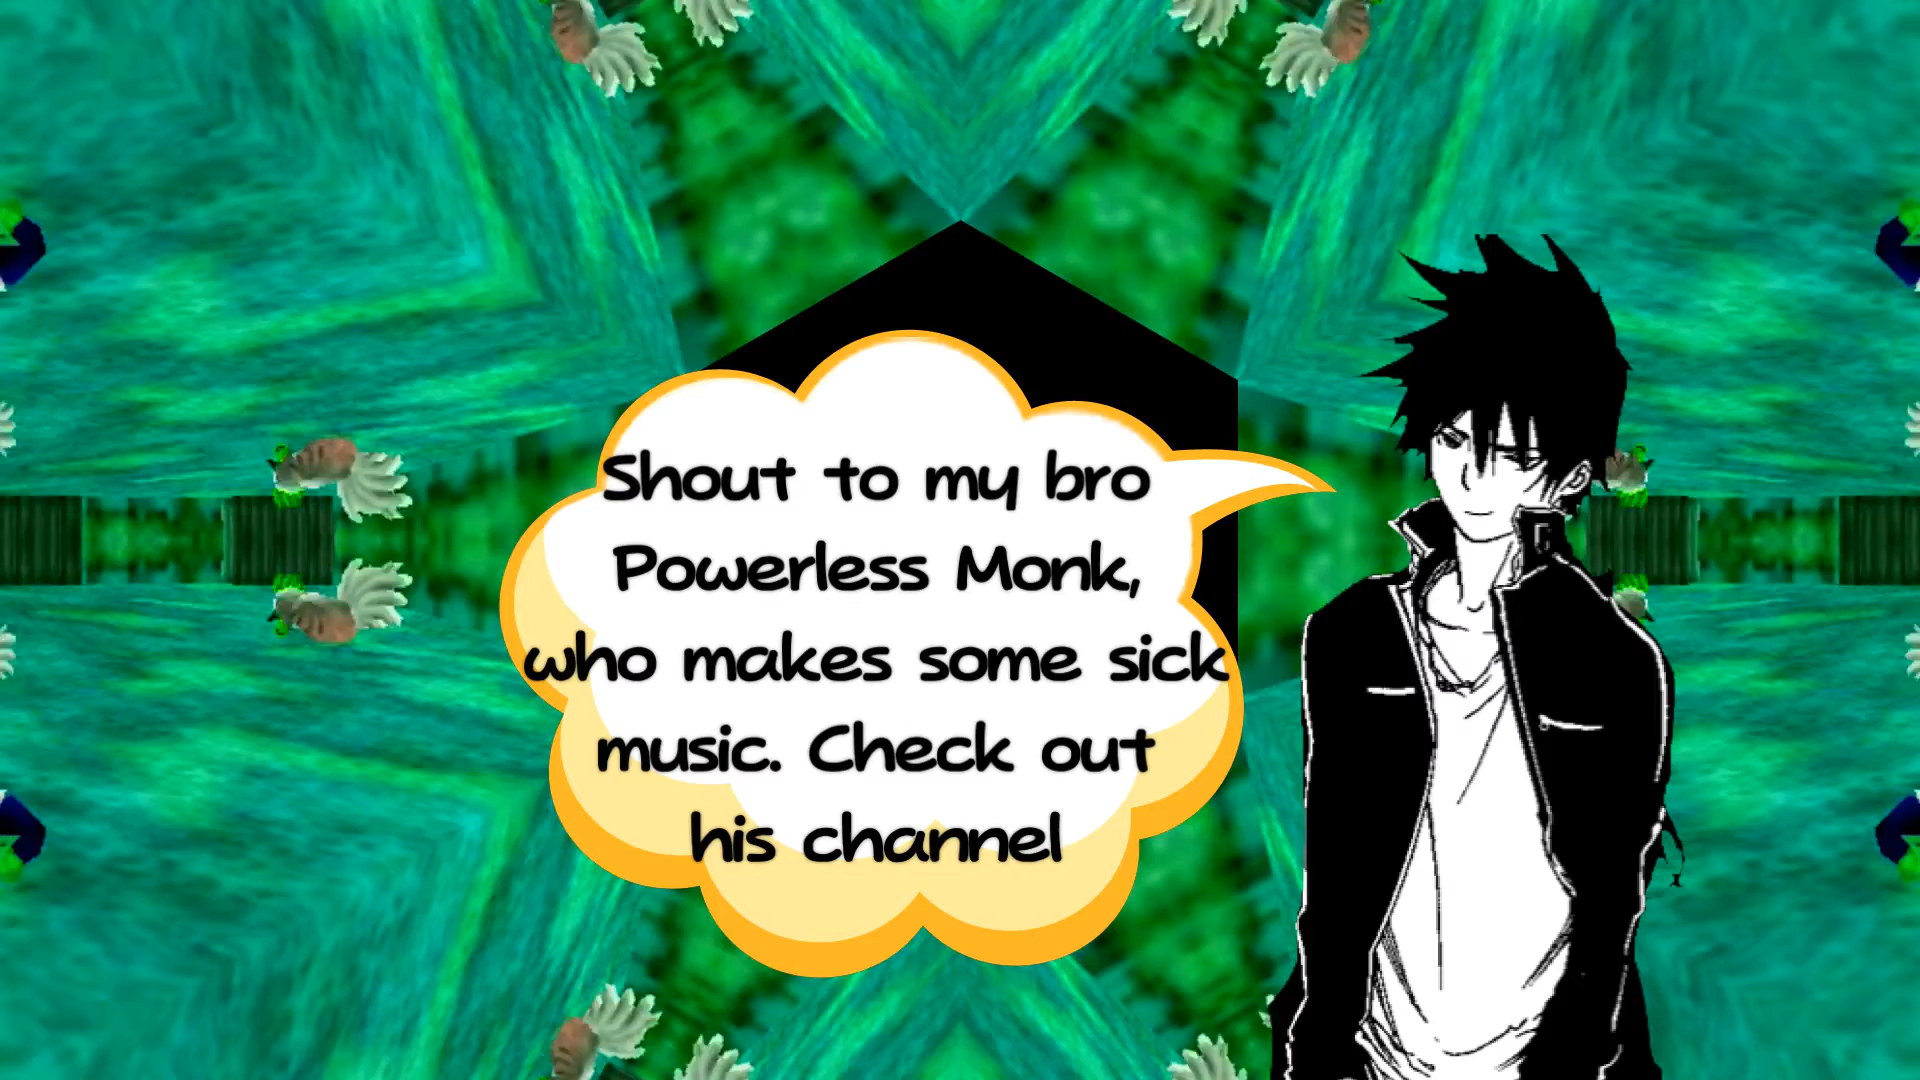 Shout to my bro
Powerless Monk,
who makes some sick
music. Check out
his channel